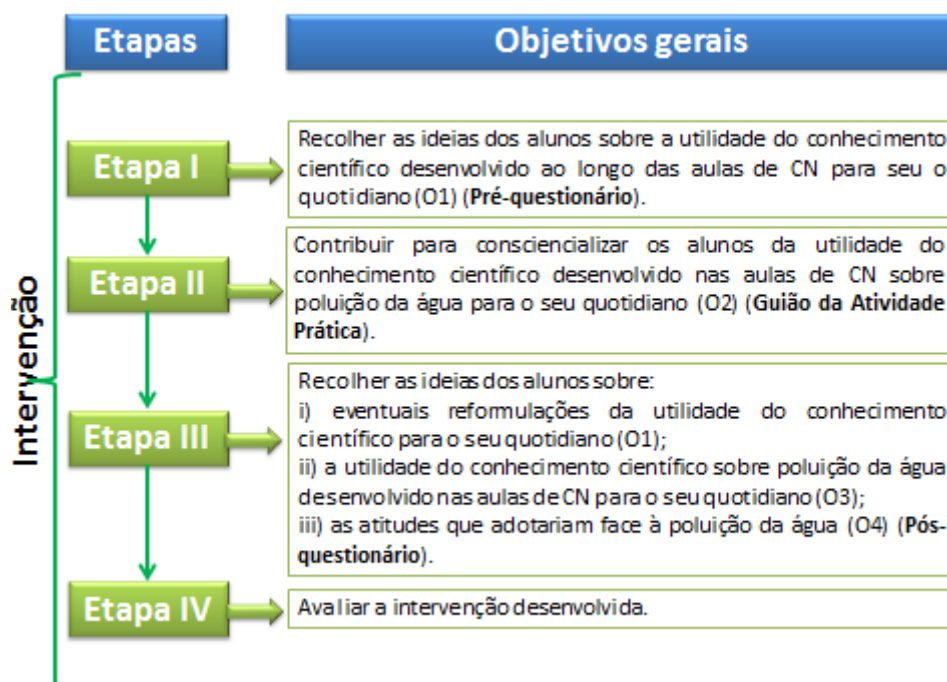 Etapas
Objetivos gerais
Intervenção
Etapa I
Recolher as ideias dos alunos sobre a utilidade do conhecimento
científico desenvolvido ao longo das aulas de CN para seu o
quotidiano (O1) (Pré-questionário).
Etapa II
Contribuir para consciencializar os alunos da utilidade do
conhecimento científico desenvolvido nas aulas de CN sobre
poluição da água para o seu quotidiano (O2) (Guião da Atividade
Prática).
Etapa III
Recolher as ideias dos alunos sobre:
i) eventuais reformulações da utilidade do conhecimento
científico para o seu quotidiano (O1);
ii) a utilidade do conhecimento científico sobre poluição da água
desenvolvido nas aulas de CN para o seu quotidiano (O3);
iii) as atitudes que adotariam face à poluição da água (O4) (Pós-
questionário).
Etapa IV
Avaliar a intervenção desenvolvida.